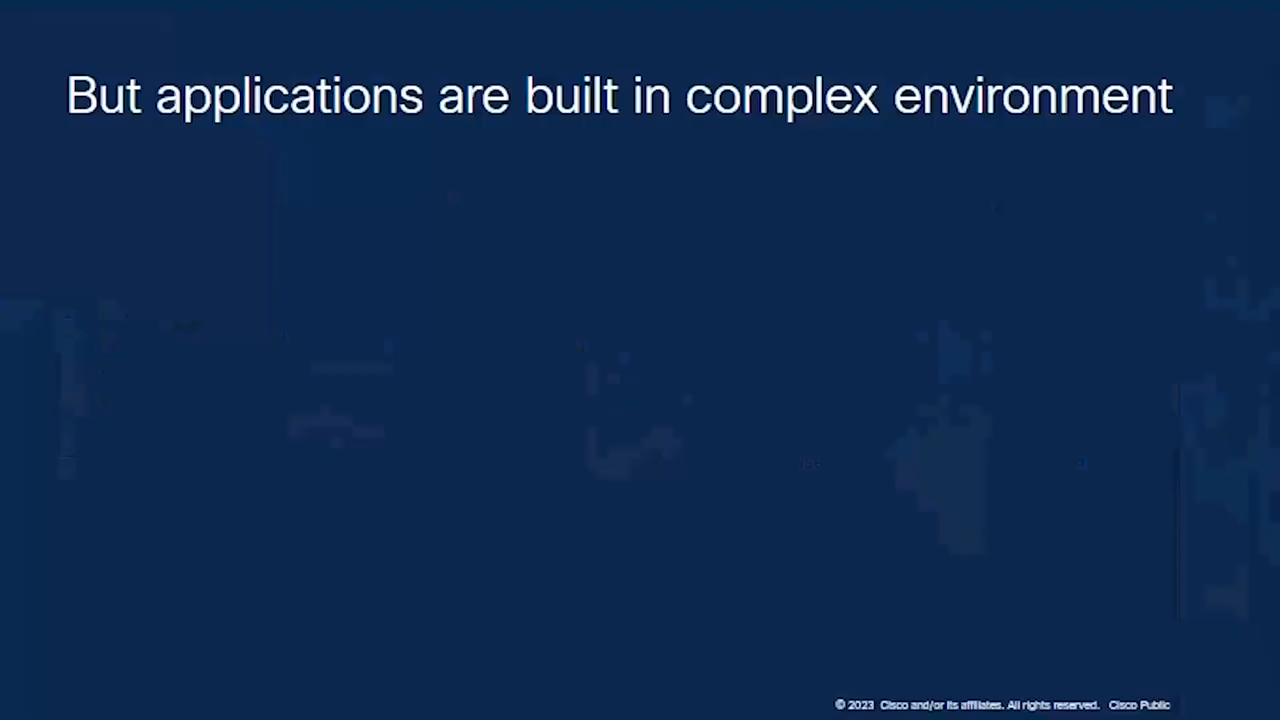 But applications are built in complex environment
© 2023 Cisco and/or its affiliates. All rights reserved. Cisco Public